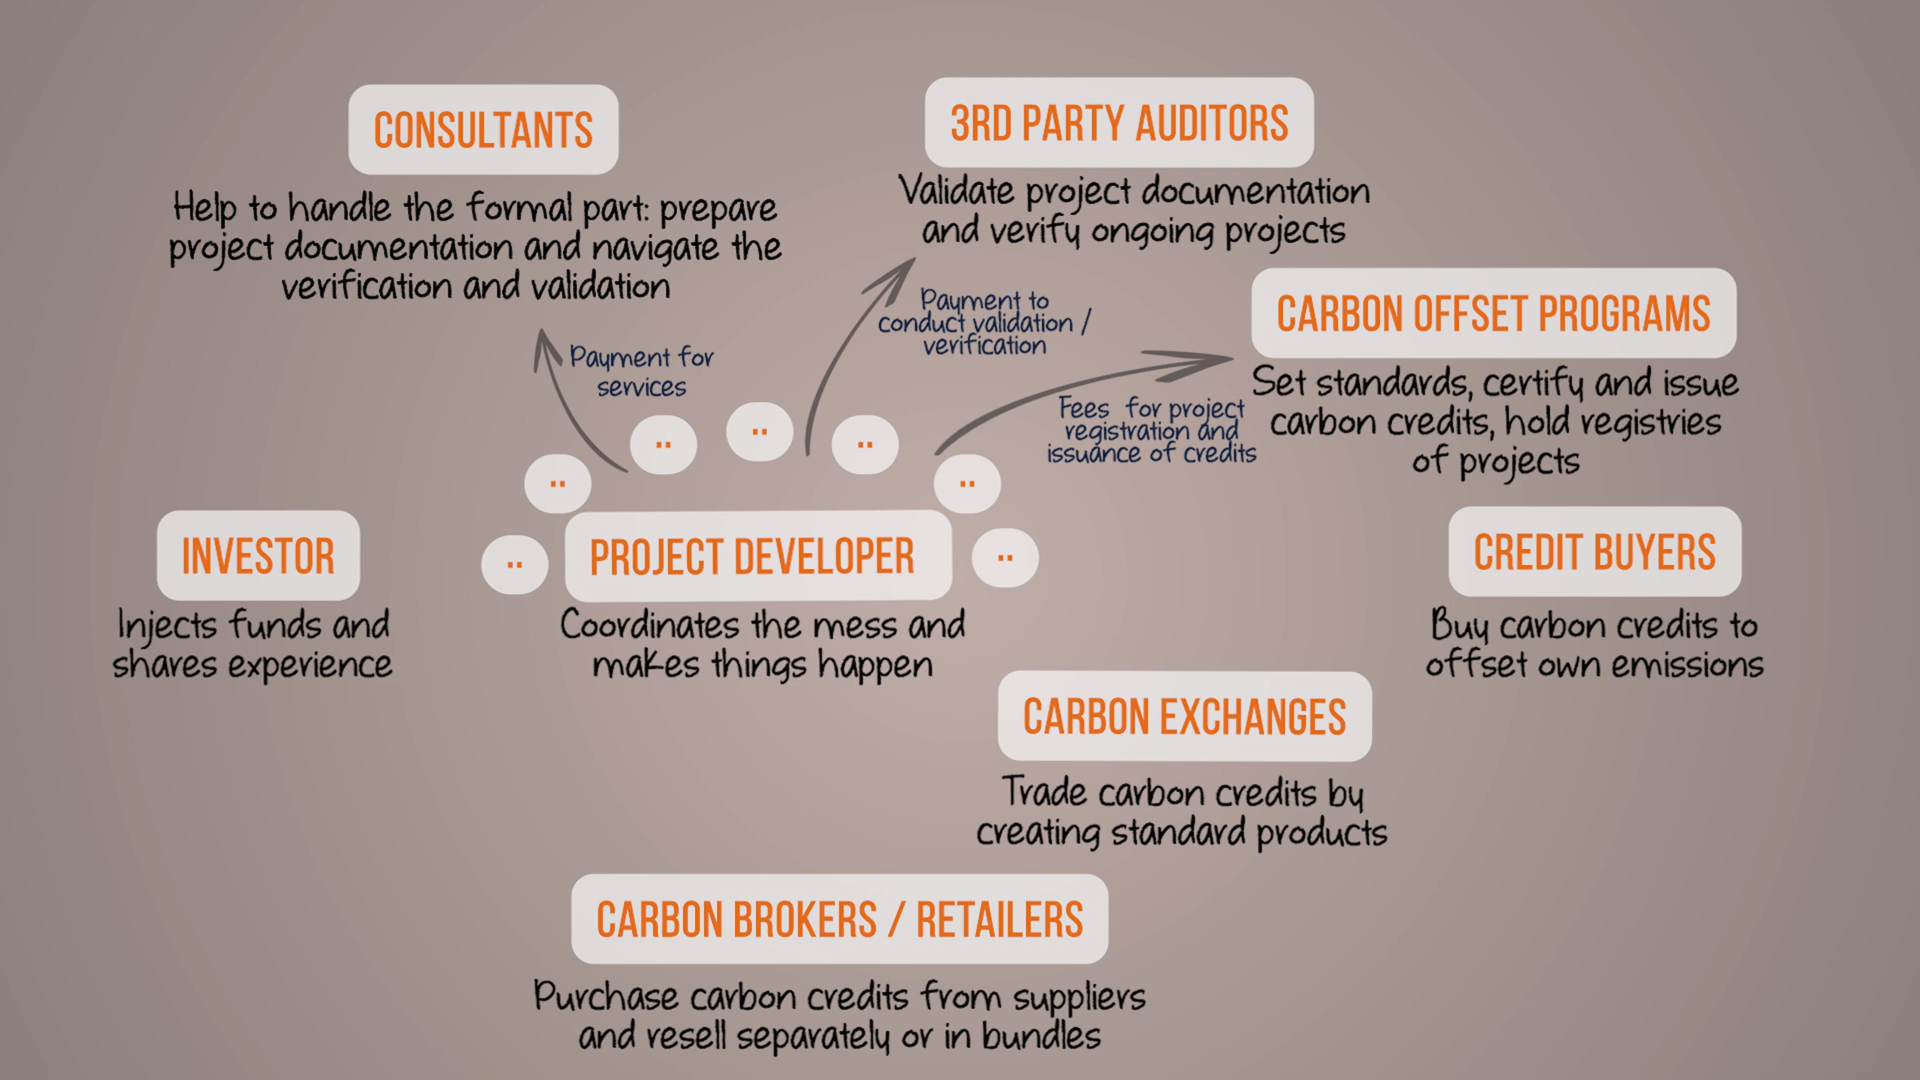 CONSULTANTS
Help to handle the formal part: prepare
project documentation and navigate the
verification and validation
3RD PARTY AUDITORS
Validate project documentation
and verify ongoing projects
Payment for
services
Payment to
conduct validation /
verification
CARBON OFFSET PROGRAMS
Set standards, certify and issue
carbon credits, hold registries
of projects
Fees for project
registration and
issuance of credits
..
..
..
..
..
..
..
INVESTOR
Injects funds and
shares experience
PROJECT DEVELOPER
Coordinates the mess and
makes things happen
CREDIT BUYERS
Buy carbon credits to
offset own emissions
CARBON EXCHANGES
Trade carbon credits by
creating standard products
CARBON BROKERS / RETAILERS
Purchase carbon credits from suppliers
and resell separately or in bundles